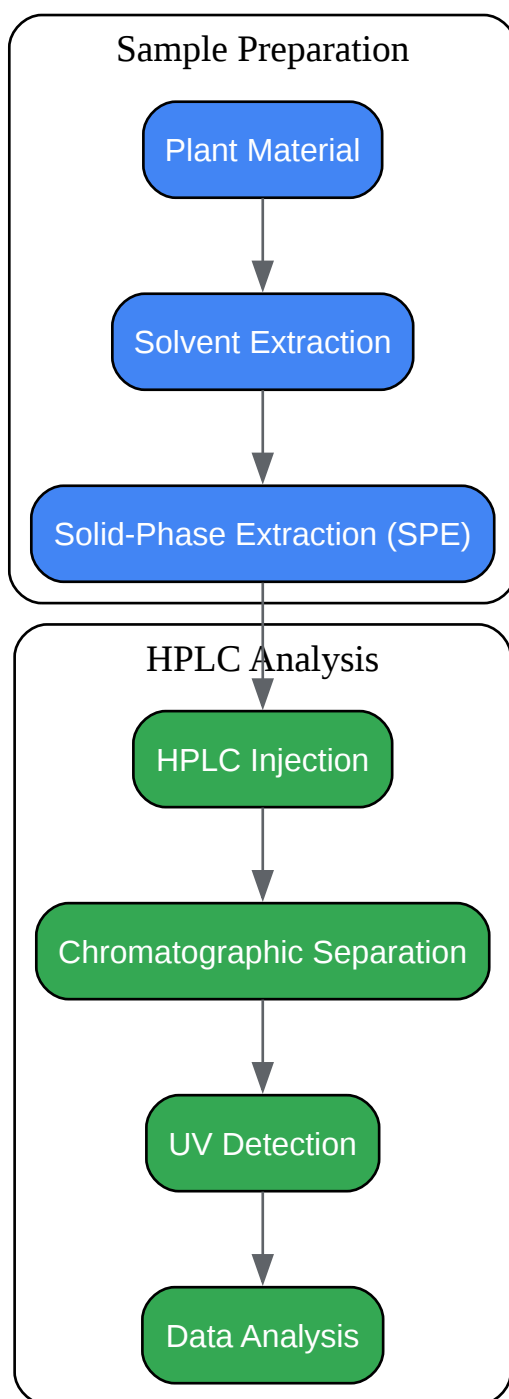 Sample Preparation
Plant Material
Solvent Extraction
Solid-Phase Extraction (SPE)
HPLC Analysis
HPLC Injection
Chromatographic Separation
UV Detection
Data Analysis